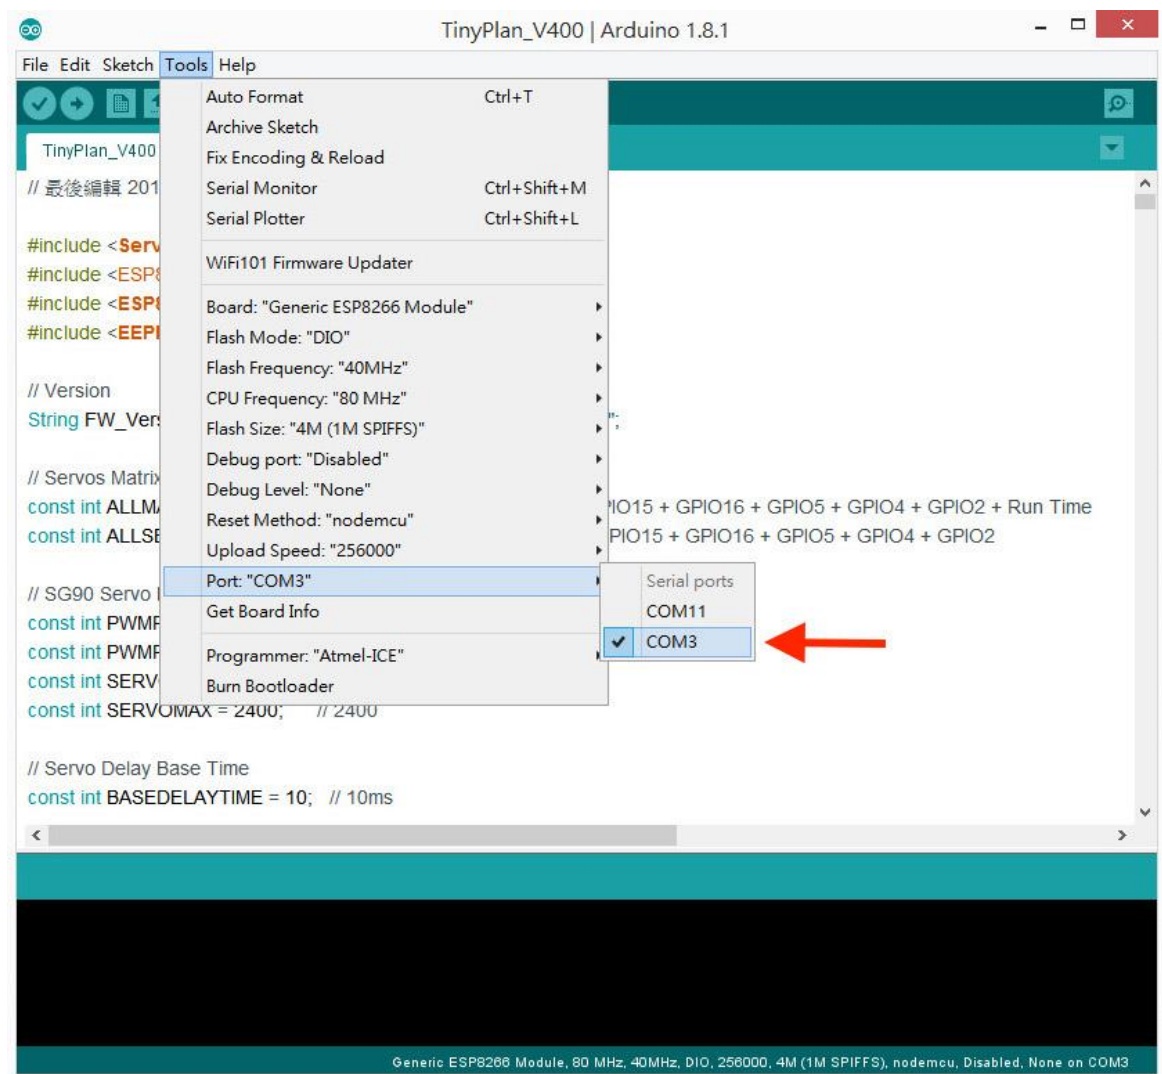 TinyPlan_V400 | Arduino 1.8.1
File Edit Sketch Tools Help
TinyPlan_V400
Auto Format Ctrl+T
Archive Sketch
Fix Encoding & Reload
Serial Monitor Ctrl+Shift+M
Serial Plotter Ctrl+Shift+L
WiFi101 Firmware Updater
Board: "Generic ESP8266 Module"
Flash Mode: "DIO"
Flash Frequency: "40MHz"
CPU Frequency: "80 MHz"
Flash Size: "4M (1M SPIFFS)"
Debug port: "Disabled"
Debug Level: "None"
Reset Method: "nodemcu"
Upload Speed: "256000"
Port: "COM3"
Get Board Info
Programmer: "Atmel-ICE"
Burn Bootloader
Serial ports
COM11
COM3
// 最後編輯 201
#include <Serv
#include <ESP8
#include <ESP8
#include <EEPR
// Version
String FW_Vers ";
// Servos Matrix
const int ALLMA PIO15 + GPIO16 + GPIO5 + GPIO4 + GPIO2 + Run Time
const int ALLSE PIO15 + GPIO16 + GPIO5 + GPIO4 + GPIO2
// SG90 Servo
const int PWMR
const int PWMR
const int SERV
const int SERVOMAX = 2400; // 2400
// Servo Delay Base Time
const int BASEDELAYTIME = 10; // 10ms
Generic ESP8266 Module, 80 MHz, 40MHz, DIO, 256000, 4M (1M SPIFFS), nodemcu, Disabled, None on COM3